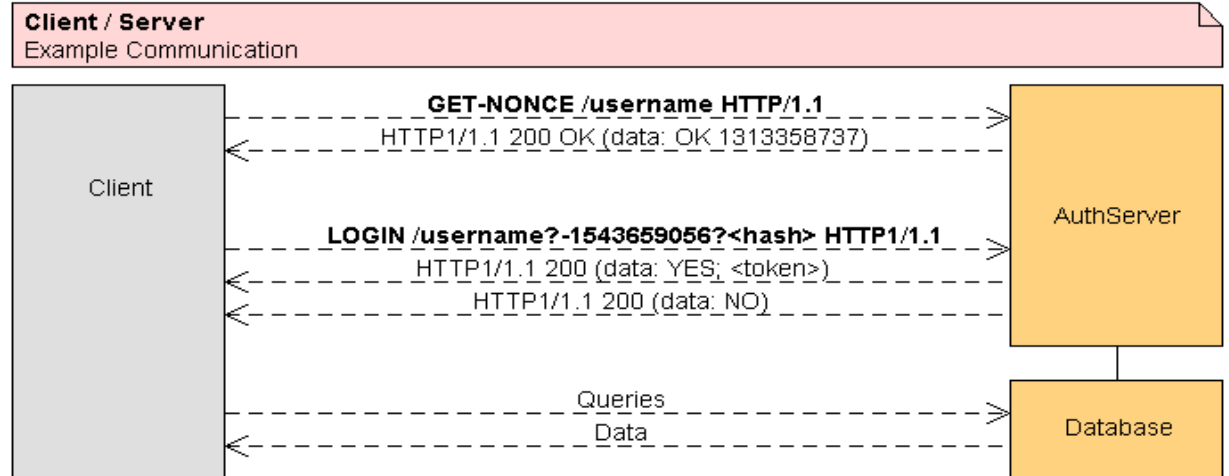 Client / Server
Example Communication
GET-NONCE /username HTTP/1.1
HTTP1/1.1 200 OK (data: OK 1313358737)
Client
AuthServer
LOGIN /username?-1543659056?<hash> HTTP1/1.1
HTTP1/1.1 200 (data: YES; <token>)
HTTP1/1.1 200 (data: NO)
Queries
Data
Database